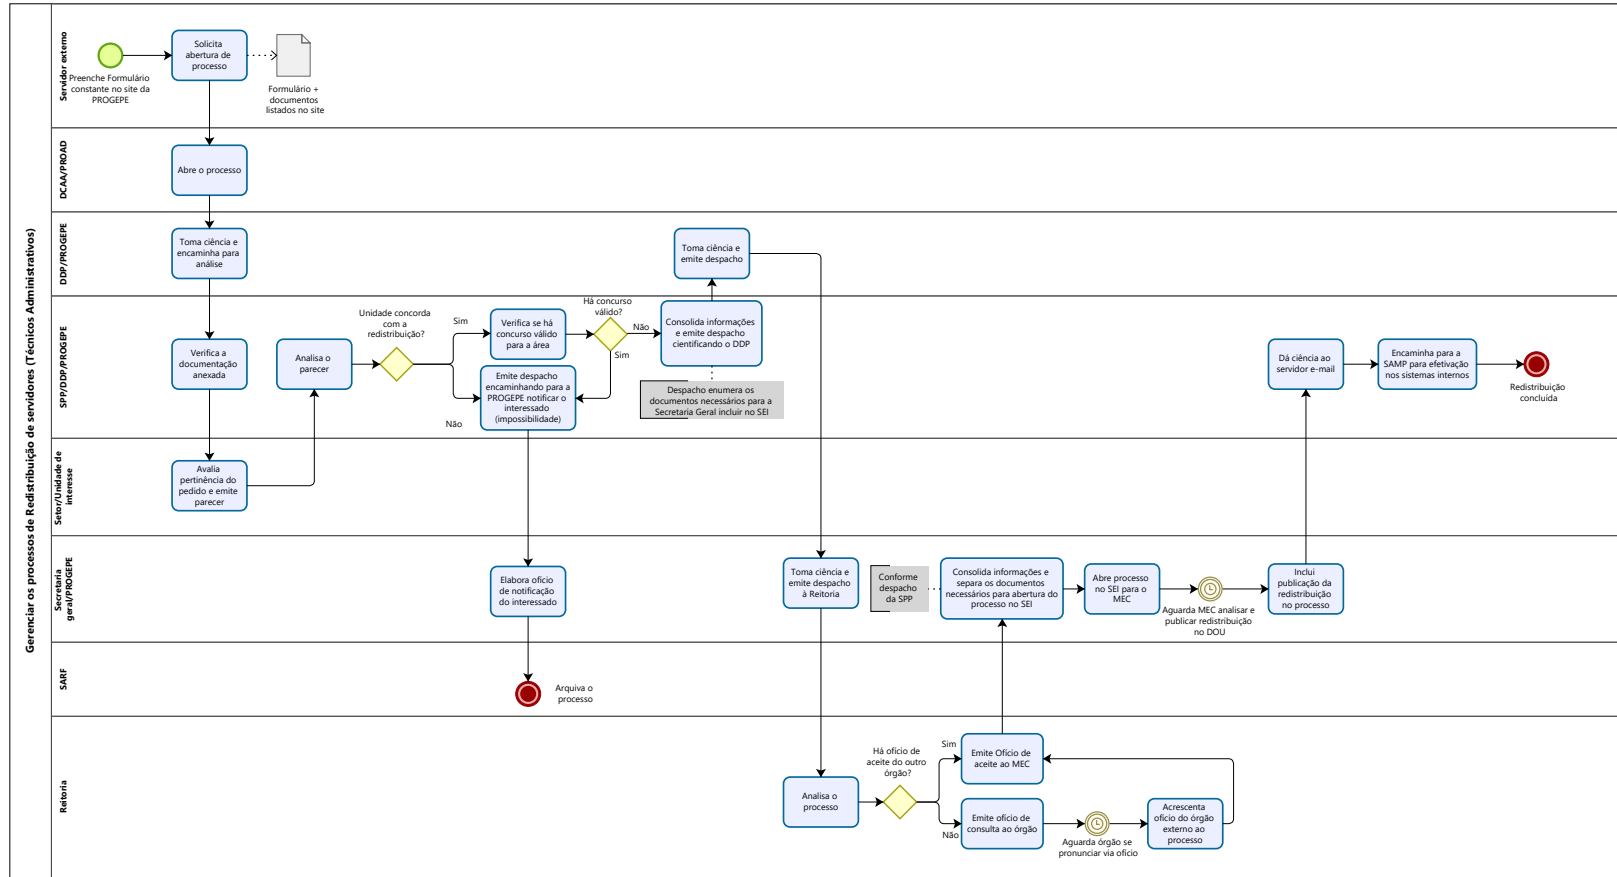 Gerenciar os processos de Redistribuição de servidores (Técnicos Administrativos)
Servidor externo
Preenche Formulário
constante no site da
PROGEPE
Solicita
abertura de
processo
Formulário +
documentos
listados no site
DCAA/PROAD
Abre o processo
DDP/PROGEPE
Toma ciência e
encaminha para
análise
Toma ciência e
emite despacho
SPP/DDP/PROGEPE
Verifica a
documentação
anexada
Analisa o
parecer
Unidade concorda
com a
redistribuição?
Sim
Não
Verifica se há
concurso válido
para a área
Emite despacho
encaminhando para a
PROGEPE notificar o
interessado
(impossibilidade)
Há concurso
válido?
Não
Sim
Consolida informações
e emite despacho
cientificando o DDP
Despacho enumera os
documentos necessários para a
Secretaria Geral incluir no SEI
Dá ciência ao
servidor e-mail
Encaminha para a
SAMP para efetivação
nos sistemas internos
Redistribuição
concluída
Setor/Unidade de
interesse
Avalia
pertinência do
pedido e emite
parecer
Secretaria
geral/PROGEPE
Elabora ofício
de notificação
do interessado
Toma ciência e
emite despacho
à Reitoria
Conforme
despacho
da SPP
Consolida informações e
separa os documentos
necessários para abertura do
processo no SEI
Abre processo
no SEI para o
MEC
Aguarda MEC analisar e
publicar redistribuição
no DOU
Inclui
publicação da
redistribuição
no processo
SARF
Arquiva o
processo
Reitoria
Analisa o
processo
Há ofício de
aceite do outro
órgão?
Sim
Não
Emite Ofício de
aceite ao MEC
Emite ofício de
consulta ao órgão
Aguarda órgão se
pronunciar via ofício
Acrescenta
ofício do órgão
externo ao
processo